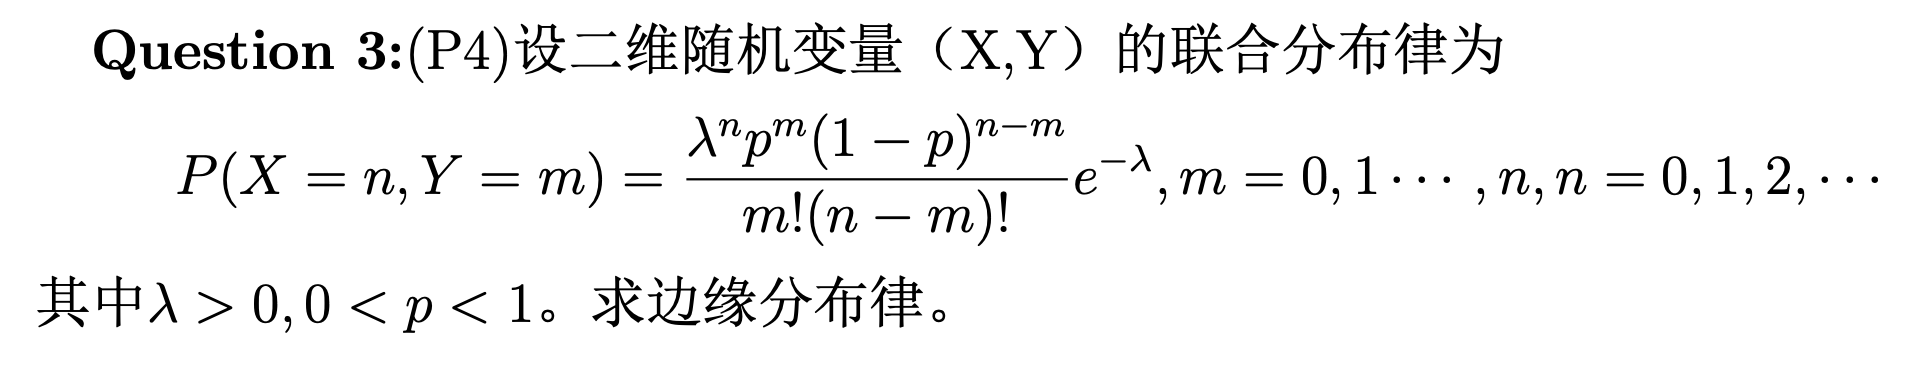 Question 3:(P4)设二维随机变量（X,Y）的联合分布律为
P(X = n, Y = m) = \frac{λ^n p^m (1 − p)^{n−m}}{m!(n − m)!} e^{−λ}, m = 0, 1 ⋯ , n, n = 0, 1, 2, ⋯
其中λ > 0, 0 < p < 1。求边缘分布律。